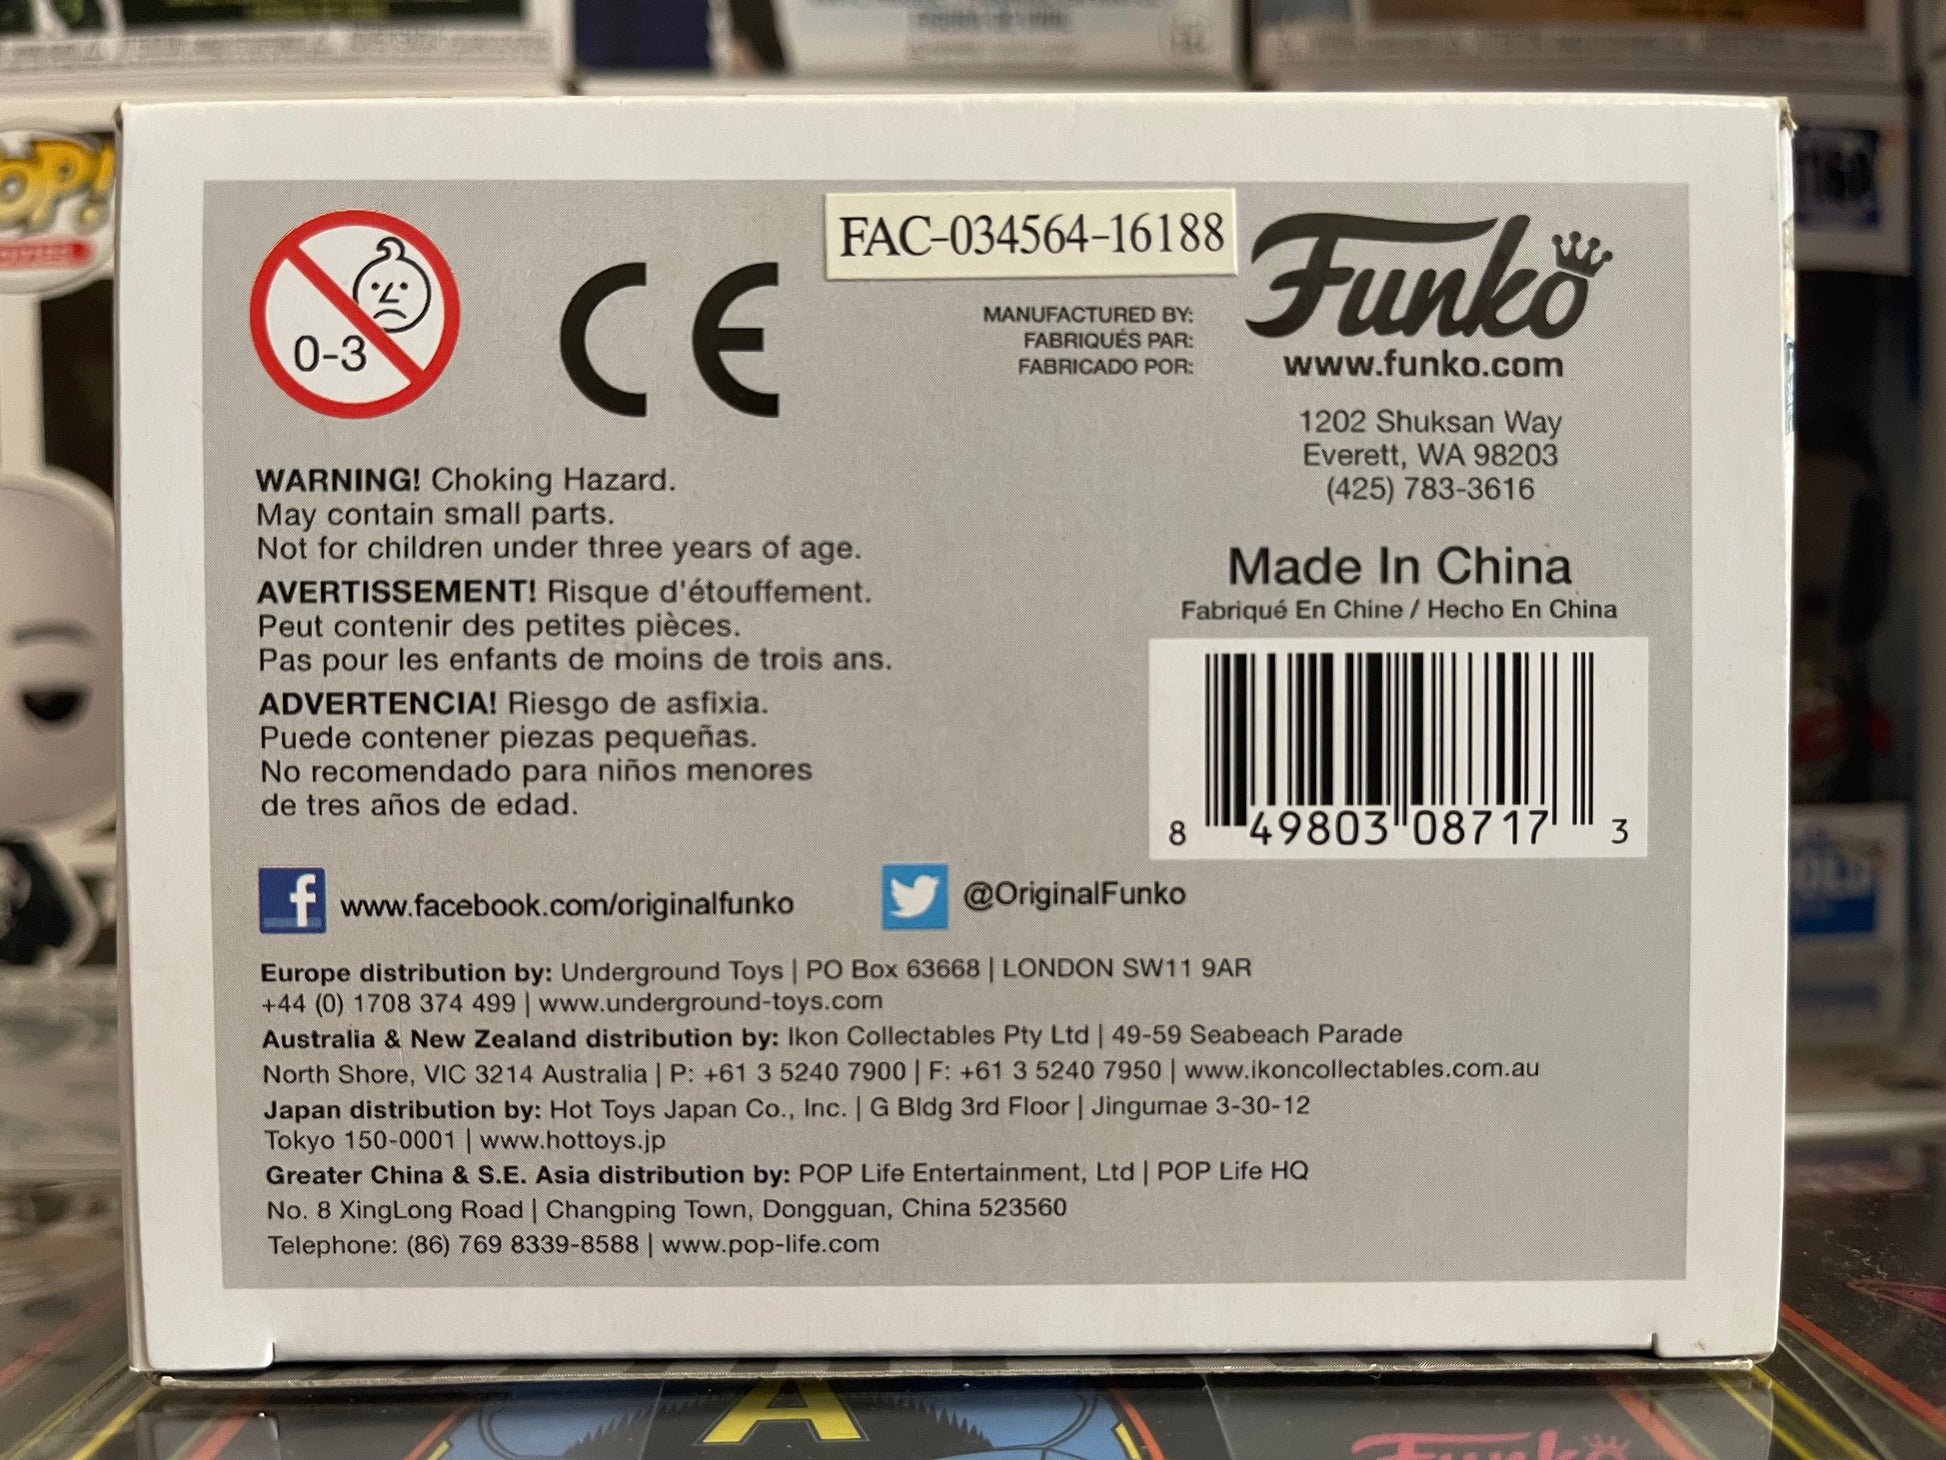 FAC-034564-16188
0-3
CE
MANUFACTURED BY:
FABRIQUÉS PAR:
FABRICADO POR:
Funko
www.funko.com
1202 Shuksan Way
Everett, WA 98203
(425) 783-3616
WARNING! Choking Hazard.
May contain small parts.
Not for children under three years of age.
AVERTISSEMENT! Risque d'étouffement.
Peut contenir des petites pièces.
Pas pour les enfants de moins de trois ans.
ADVERTENCIA! Riesgo de asfixia.
Puede contener piezas pequeñas.
No recomendado para niños menores
de tres años de edad.
Made In China
Fabriqué En Chine / Hecho En China
8 49803 08717 3
f www.facebook.com/originalfunko
@OriginalFunko
Europe distribution by: Underground Toys | PO Box 63668 | LONDON SW11 9AR
+44 (0) 1708 374 499 | www.underground-toys.com
Australia & New Zealand distribution by: Ikon Collectables Pty Ltd | 49-59 Seabeach Parade
North Shore, VIC 3214 Australia | P: +61 3 5240 7900 | F: +61 3 5240 7950 | www.ikoncollectables.com.au
Japan distribution by: Hot Toys Japan Co., Inc. | G Bldg 3rd Floor | Jingumae 3-30-12
Tokyo 150-0001 | www.hottoys.jp
Greater China & S.E. Asia distribution by: POP Life Entertainment, Ltd | POP Life HQ
No. 8 XingLong Road | Changping Town, Dongguan, China 523560
Telephone: (86) 769 8339-8588 | www.pop-life.com
A
Funko